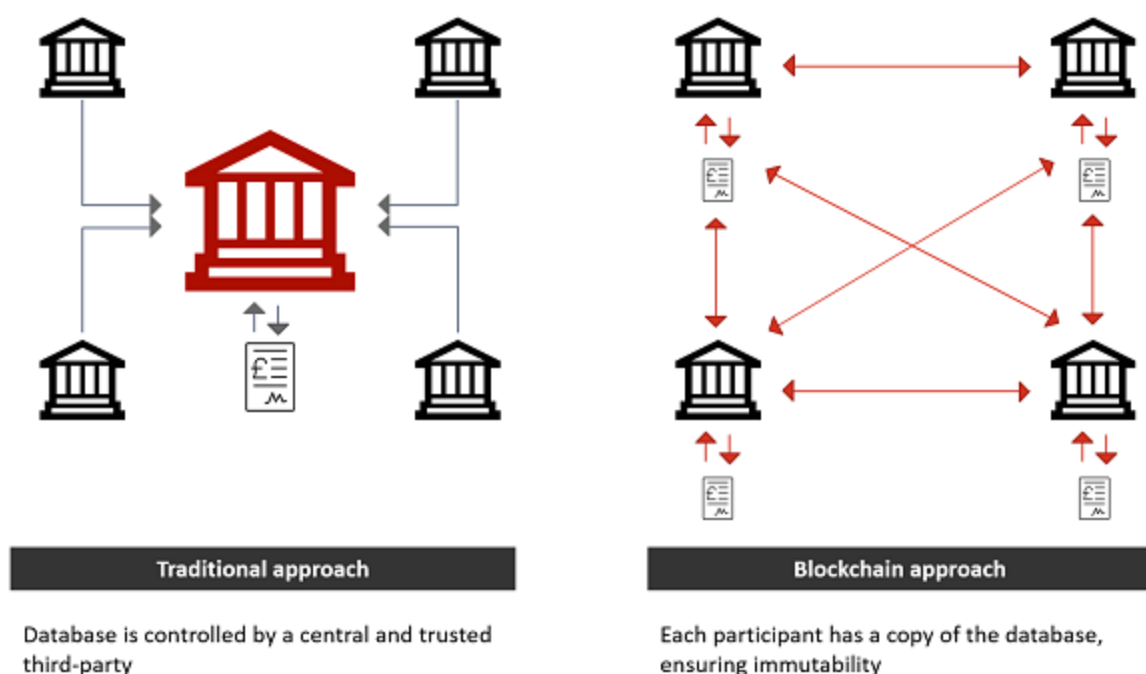 £
£
£
£
£
Traditional approach
Blockchain approach
Database is controlled by a central and trusted
third-party
Each participant has a copy of the database,
ensuring immutability